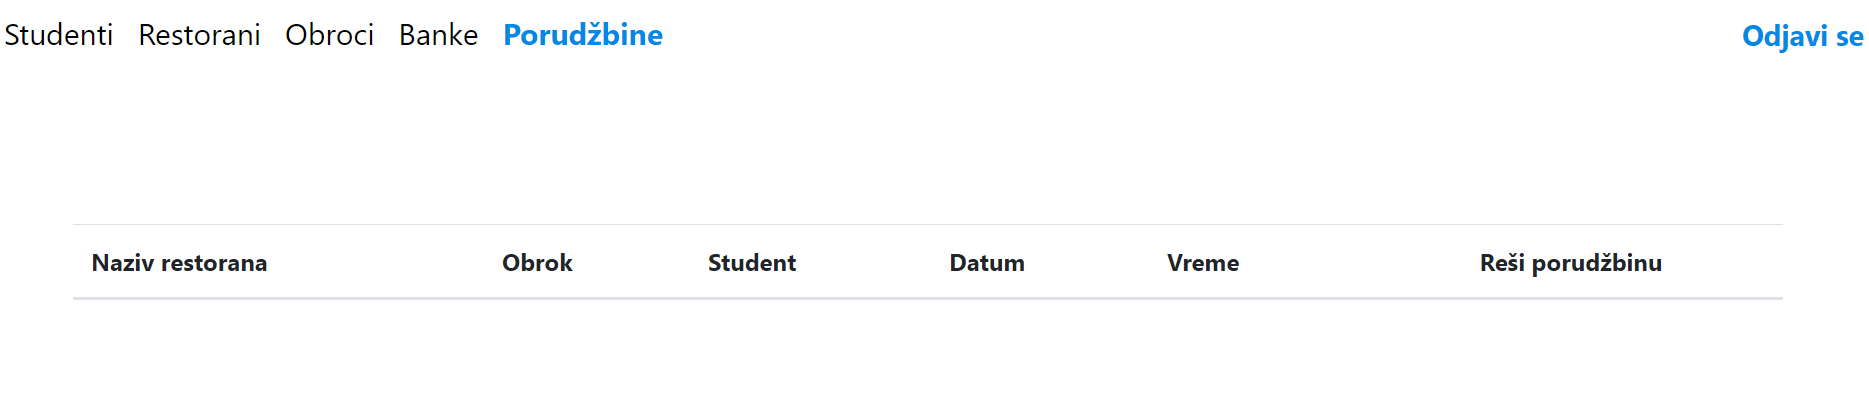 Studenti Restorani Obroci Banke Porudžbine Odjavi se
Naziv restorana Obrok Student Datum Vreme Reši porudžbinu